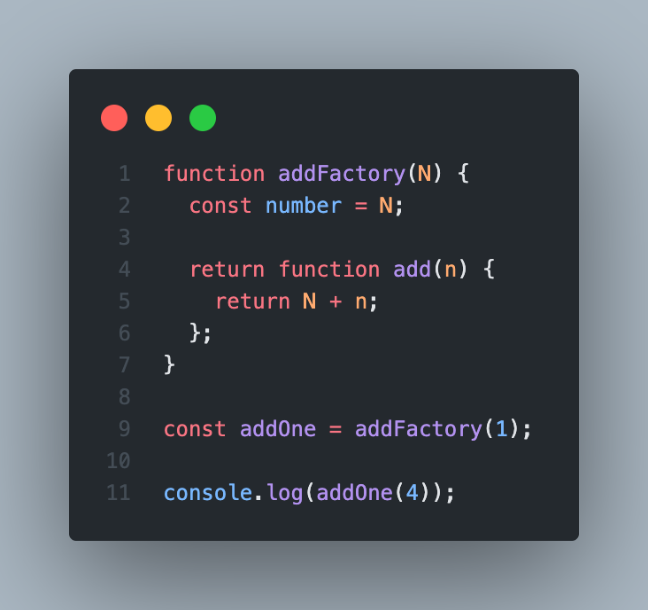 1 function addFactory(N) {
2   const number = N;
3
4   return function add(n) {
5     return N + n;
6   };
7 }
8
9 const addOne = addFactory(1);
10
11 console.log(addOne(4));